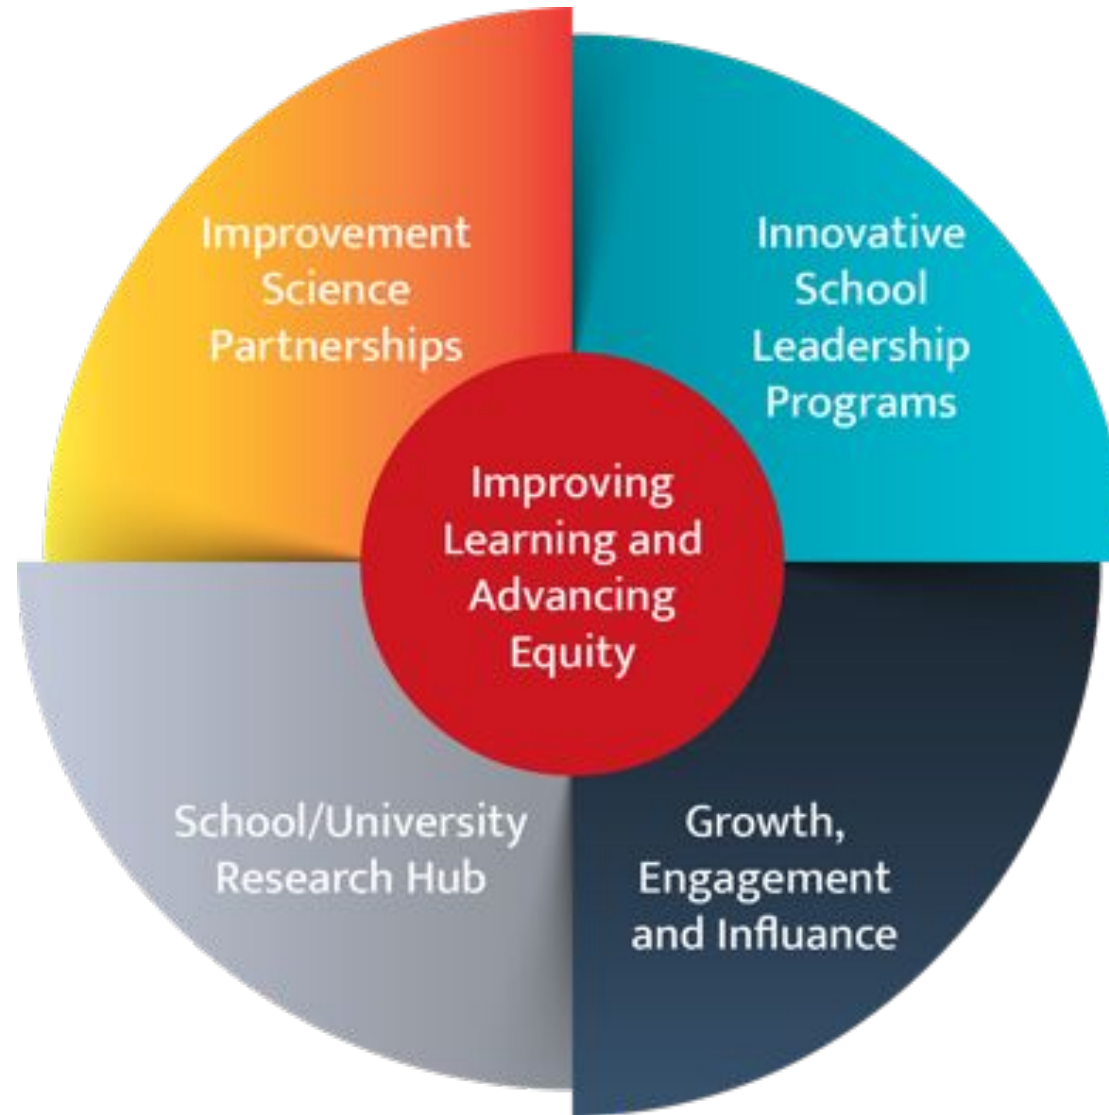 Improvement
Science
Partnerships
Innovative
School
Leadership
Programs
Improving
Learning and
Advancing
Equity
School/University
Research Hub
Growth,
Engagement
and Influance